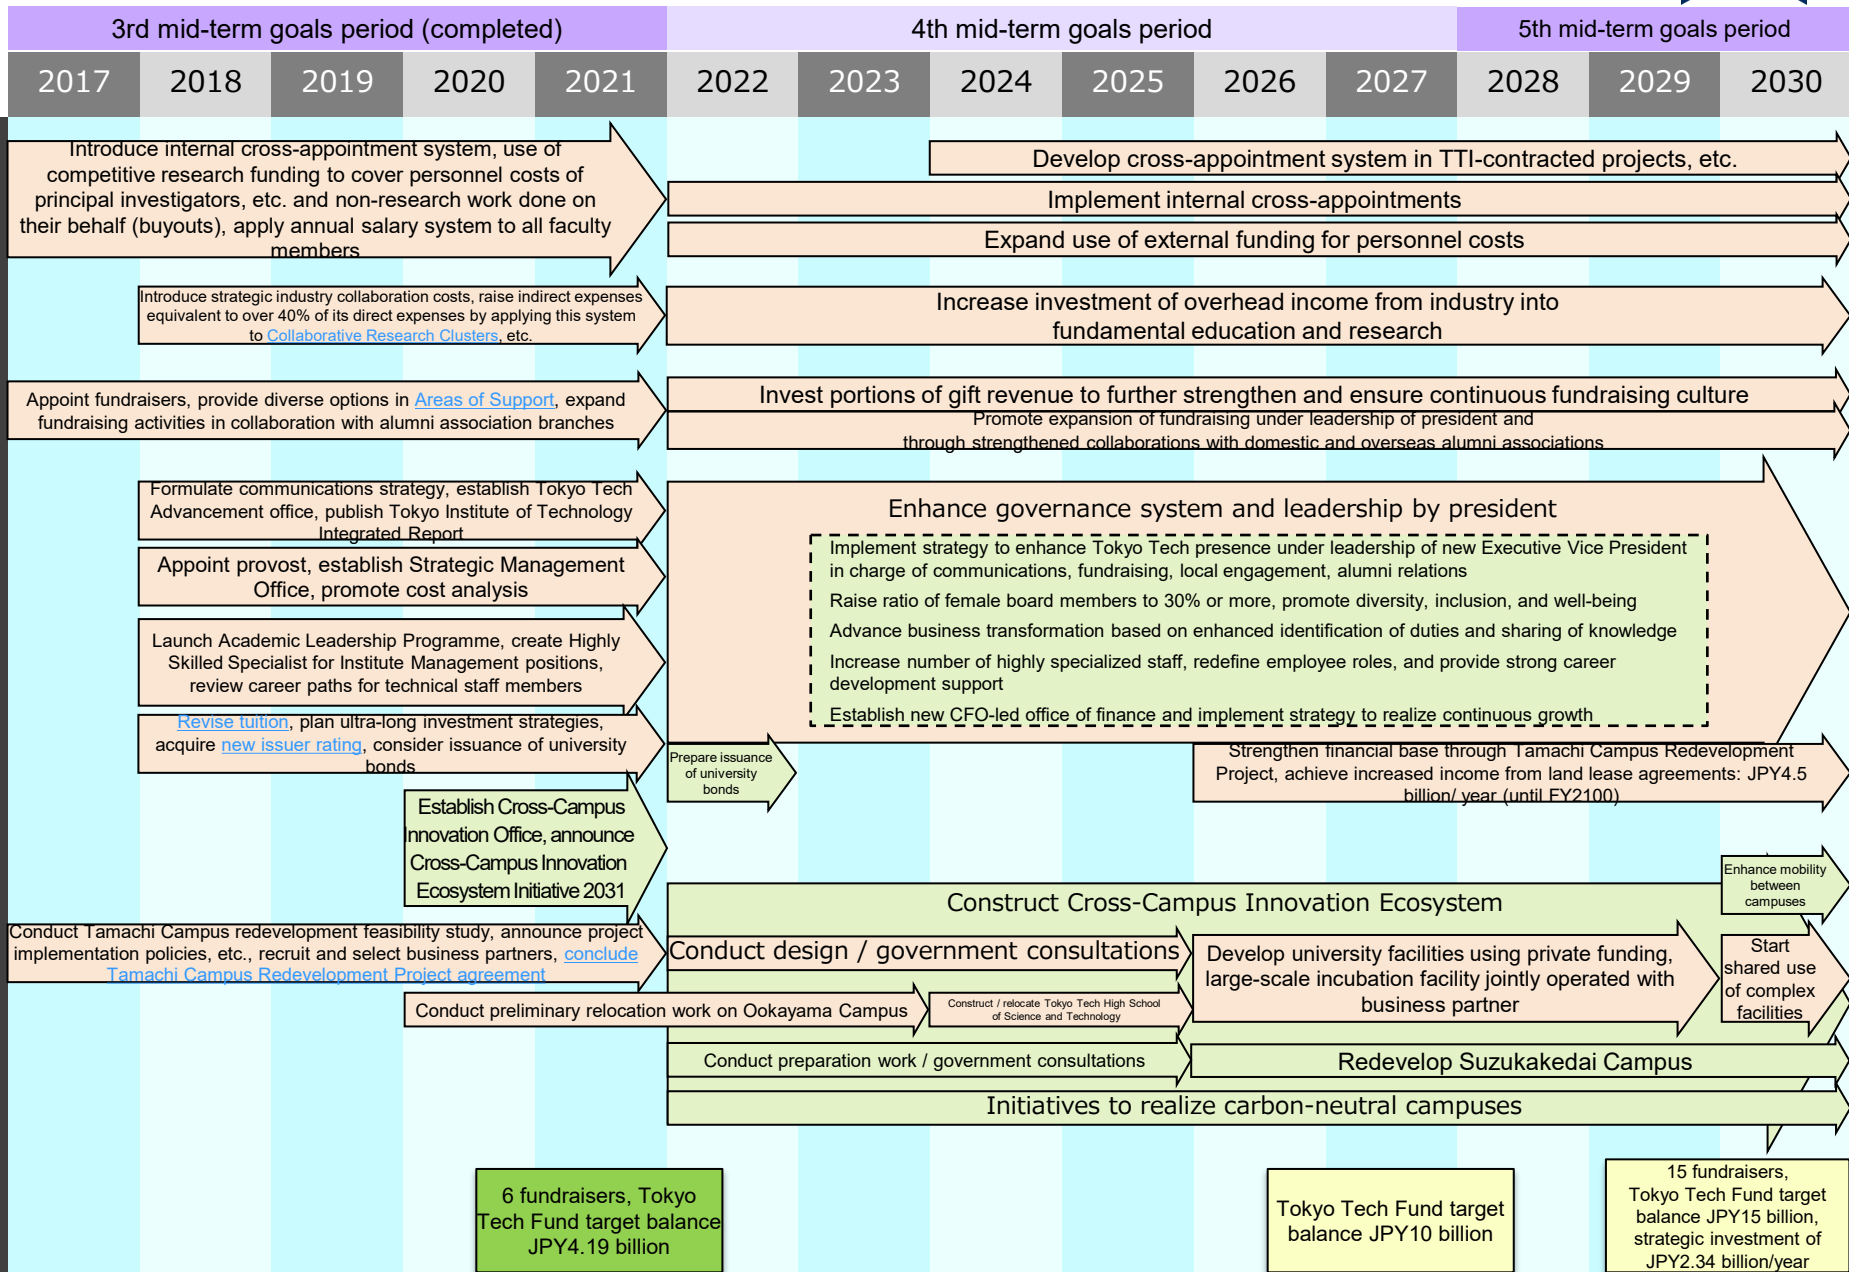 3rd mid-term goals period (completed)
4th mid-term goals period
5th mid-term goals period
2017
2018
2019
2020
2021
2022
2023
2024
2025
2026
2027
2028
2029
2030
Introduce internal cross-appointment system, use of
competitive research funding to cover personnel costs of
principal investigators, etc. and non-research work done on
their behalf (buyouts), apply annual salary system to all faculty
members
Develop cross-appointment system in TTI-contracted projects, etc.
Implement internal cross-appointments
Expand use of external funding for personnel costs
Introduce strategic industry collaboration costs, raise indirect expenses
equivalent to over 40% of its direct expenses by applying this system
to Collaborative Research Clusters, etc.
Increase investment of overhead income from industry into
fundamental education and research
Appoint fundraisers, provide diverse options in Areas of Support, expand
fundraising activities in collaboration with alumni association branches
Invest portions of gift revenue to further strengthen and ensure continuous fundraising culture
Promote expansion of fundraising under leadership of president and
through strengthened collaborations with domestic and overseas alumni associations
Formulate communications strategy, establish Tokyo Tech
Advancement office, publish Tokyo Institute of Technology
Integrated Report
Appoint provost, establish Strategic Management
Office, promote cost analysis
Launch Academic Leadership Programme, create Highly
Skilled Specialist for Institute Management positions,
review career paths for technical staff members
Revise tuition, plan ultra-long investment strategies,
acquire new issuer rating, consider issuance of university
bonds
Enhance governance system and leadership by president
Implement strategy to enhance Tokyo Tech presence under leadership of new Executive Vice President
in charge of communications, fundraising, local engagement, alumni relations
Raise ratio of female board members to 30% or more, promote diversity, inclusion, and well-being
Advance business transformation based on enhanced identification of duties and sharing of knowledge
Increase number of highly specialized staff, redefine employee roles, and provide strong career
development support
Establish new CFO-led office of finance and implement strategy to realize continuous growth
Prepare issuance
of university
bonds
Strengthen financial base through Tamachi Campus Redevelopment
Project, achieve increased income from land lease agreements: JPY4.5
billion/ year (until FY2100)
Establish Cross-Campus
Innovation Office, announce
Cross-Campus Innovation
Ecosystem Initiative 2031
Construct Cross-Campus Innovation Ecosystem
Enhance mobility
between
campuses
Conduct Tamachi Campus redevelopment feasibility study, announce project
implementation policies, etc., recruit and select business partners, conclude
Tamachi Campus Redevelopment Project agreement
Conduct design / government consultations
Develop university facilities using private funding,
large-scale incubation facility jointly operated with
business partner
Start
shared use
of complex
facilities
Conduct preliminary relocation work on Ookayama Campus
Construct / relocate Tokyo Tech High School
of Science and Technology
Conduct preparation work / government consultations
Redevelop Suzukakedai Campus
Initiatives to realize carbon-neutral campuses
6 fundraisers, Tokyo
Tech Fund target balance
JPY4.19 billion
Tokyo Tech Fund target
balance JPY10 billion
15 fundraisers,
Tokyo Tech Fund target
balance JPY15 billion,
strategic investment of
JPY2.34 billion/year